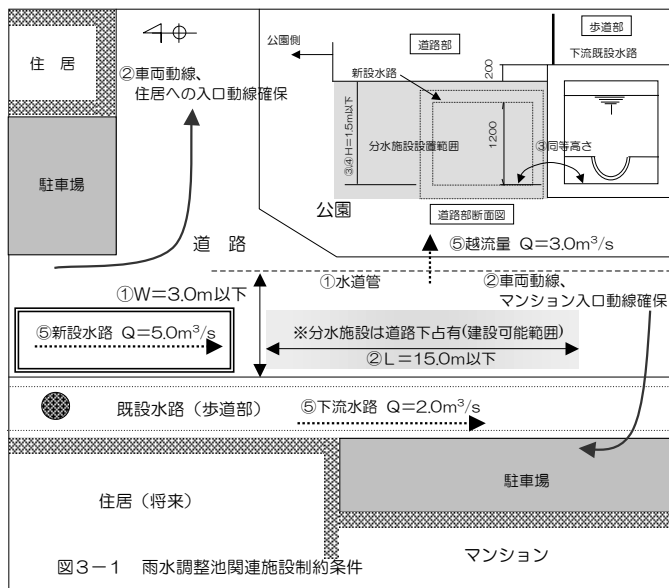 住 居
②車両動線、
住居への入口動線確保
駐車場
公園側
道路部
新設水路
分水施設設置範囲
③,④H=1.5m以下
1200
200
歩道部
下流既設水路
③同等高さ
道路部断面図
公園
道 路
⑤越流量 Q=3.0m³/s
①W=3.0m以下
①水道管
②車両動線、
マンション入口動線確保
⑤新設水路 Q=5.0m³/s
※分水施設は道路下占有(建設可能範囲)
②L=15.0m以下
既設水路(歩道部)
⑤下流水路 Q=2.0m³/s
駐車場
住居(将来)
マンション
図3-1 雨水調整池関連施設制約条件